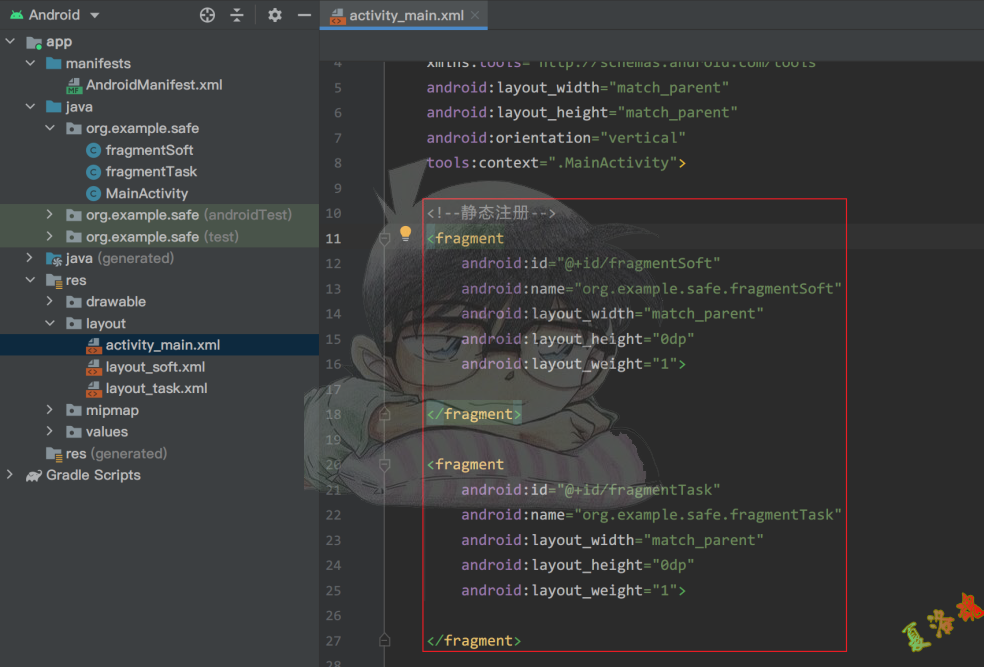 Android
activity_main.xml
app
manifests
AndroidManifest.xml
java
org.example.safe
fragmentSoft
fragmentTask
MainActivity
org.example.safe (androidTest)
org.example.safe (test)
java (generated)
res
drawable
layout
activity_main.xml
layout_soft.xml
layout_task.xml
mipmap
values
res (generated)
Gradle Scripts
4 xmlns:tools="http://schemas.android.com/tools"
5 android:layout_width="match_parent"
6 android:layout_height="match_parent"
7 android:orientation="vertical"
8 tools:context=".MainActivity">
9
10 <!--静态注册-->
11 <fragment
12 android:id="@+id/fragmentSoft"
13 android:name="org.example.safe.fragmentSoft"
14 android:layout_width="match_parent"
15 android:layout_height="0dp"
16 android:layout_weight="1">
17
18 </fragment>
19
20 <fragment
21 android:id="@+id/fragmentTask"
22 android:name="org.example.safe.fragmentTask"
23 android:layout_width="match_parent"
24 android:layout_height="0dp"
25 android:layout_weight="1">
26
27 </fragment>
28